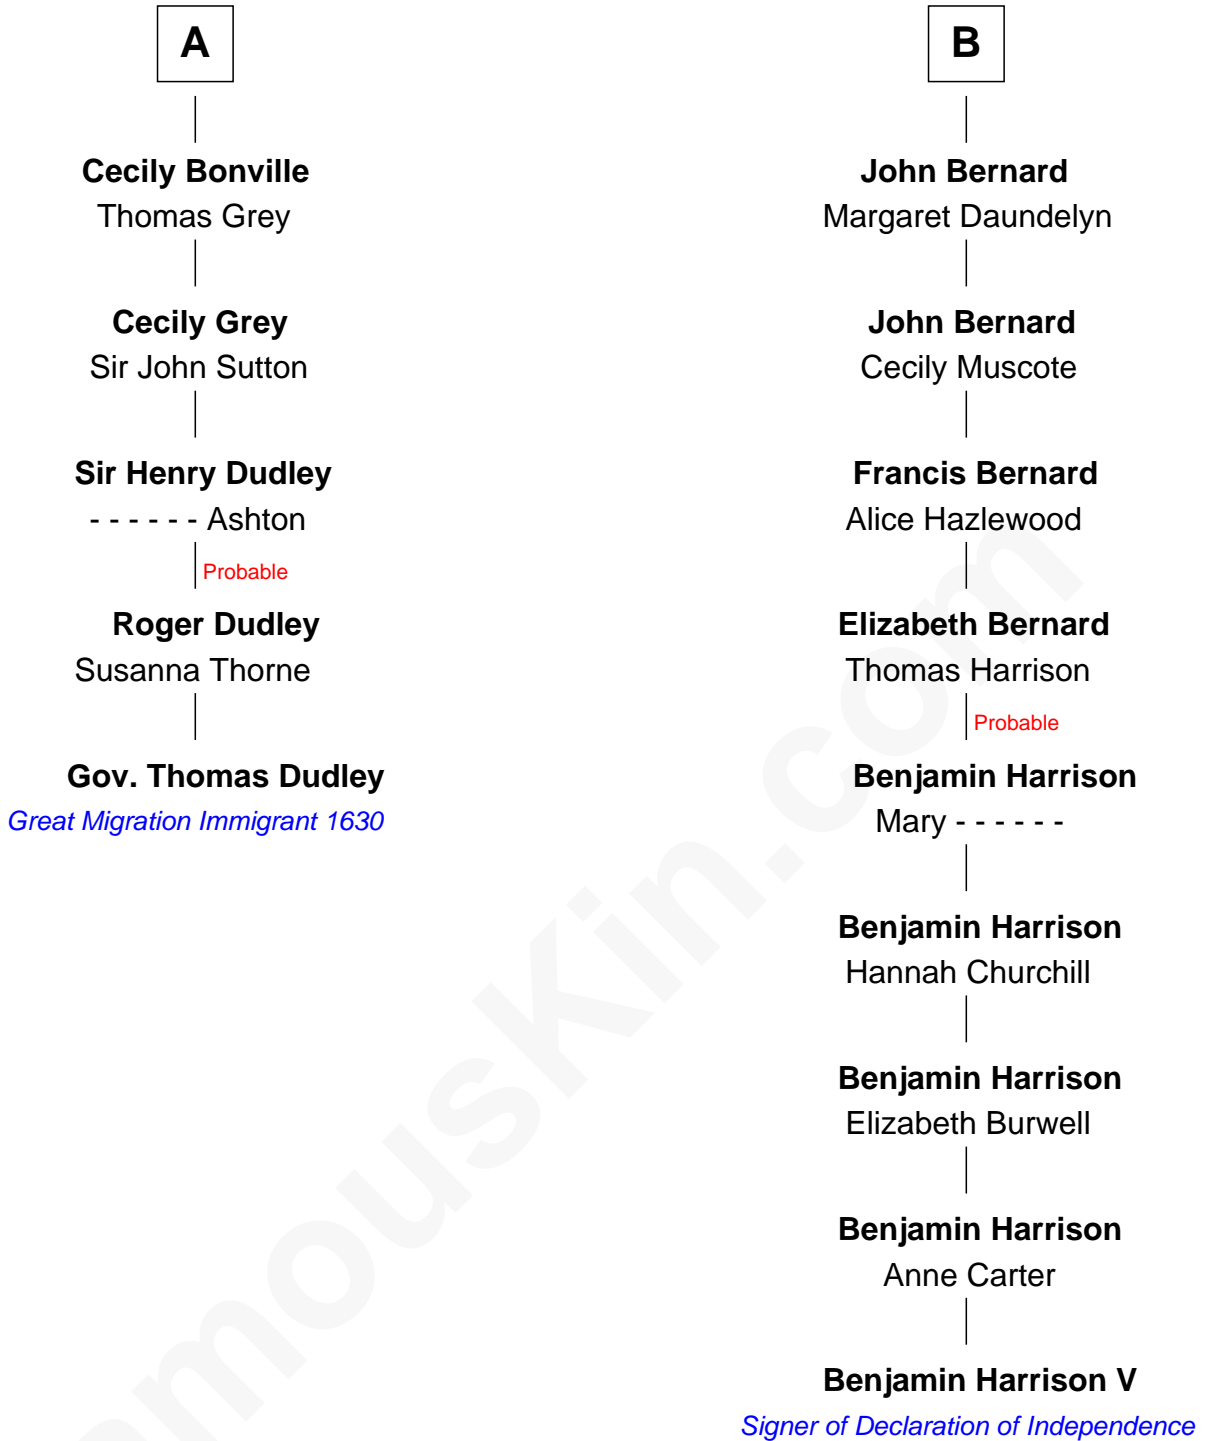 A
Cecily Bonville
Thomas Grey
Cecily Grey
Sir John Sutton
Sir Henry Dudley
- - - - - - Ashton
Probable
Roger Dudley
Susanna Thorne
Gov. Thomas Dudley
Great Migration Immigrant 1630
B
John Bernard
Margaret Daundelyn
John Bernard
Cecily Muscote
Francis Bernard
Alice Hazlewood
Elizabeth Bernard
Thomas Harrison
Probable
Benjamin Harrison
Mary - - - - - -
Benjamin Harrison
Hannah Churchill
Benjamin Harrison
Elizabeth Burwell
Benjamin Harrison
Anne Carter
Benjamin Harrison V
Signer of Declaration of Independence
amousKin.com